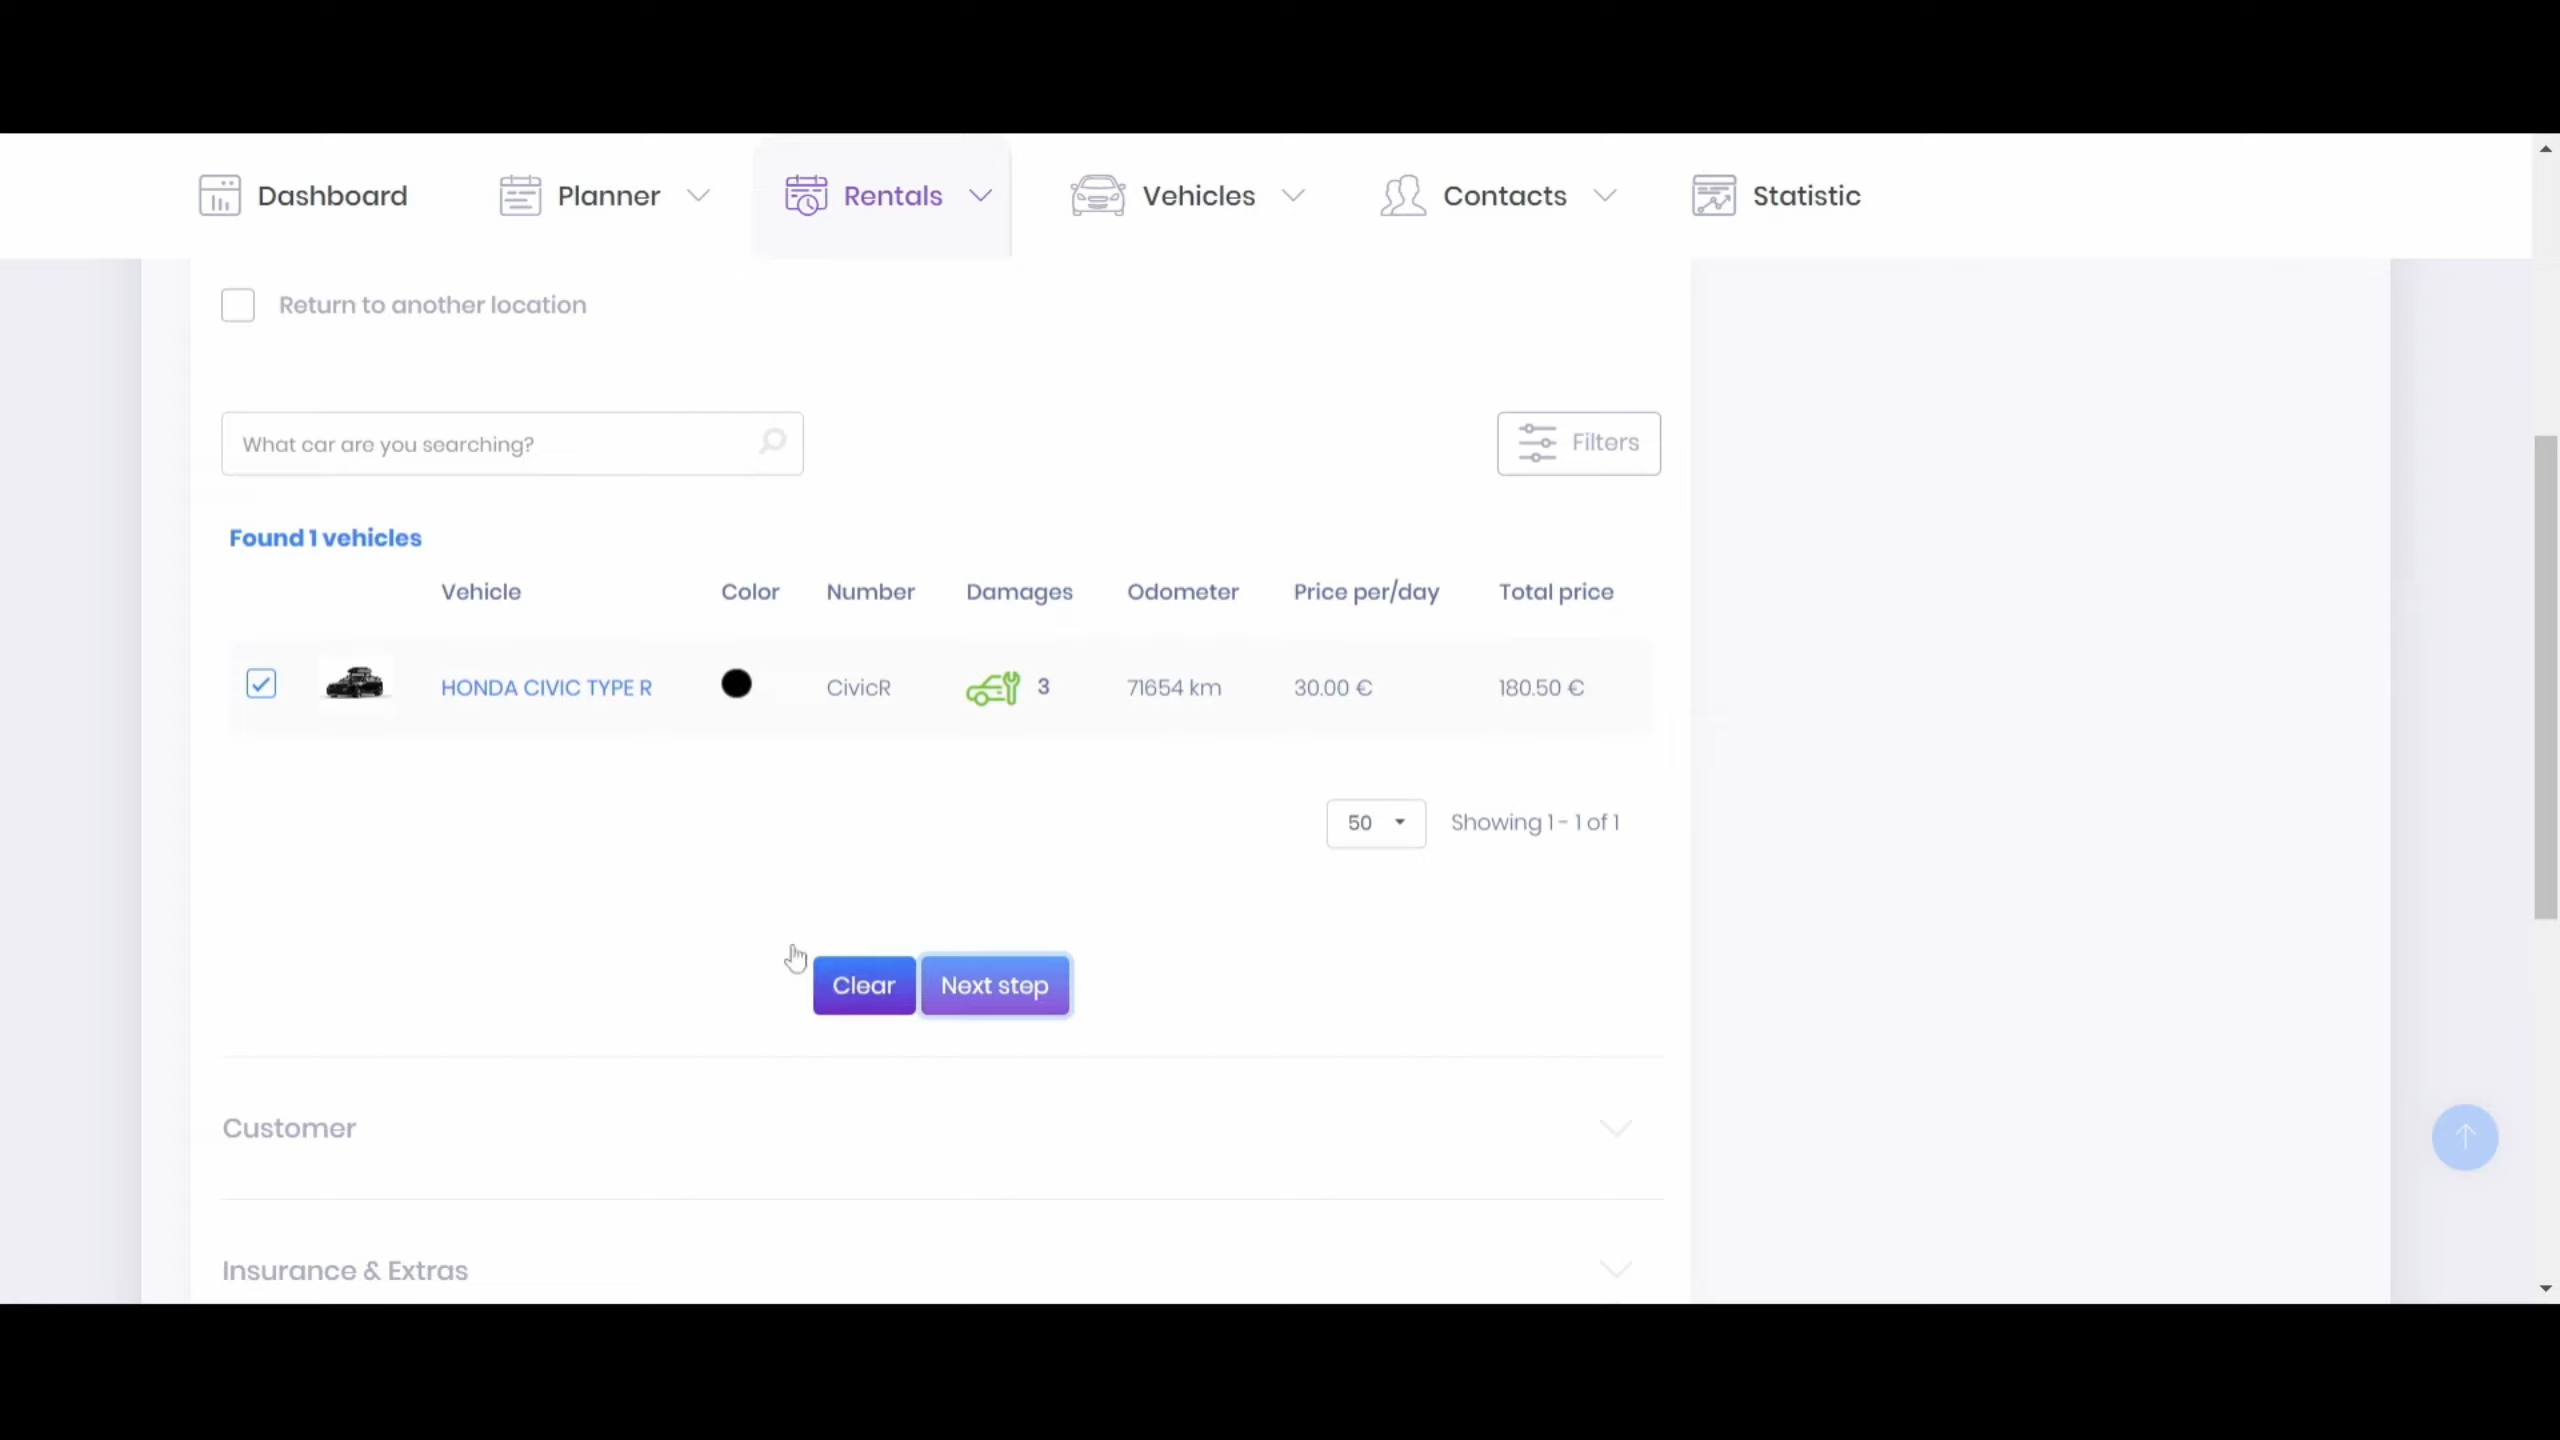 Dashboard Planner Rentals Vehicles Contacts Statistic
Return to another location
What car are you searching? Filters
Found 1 vehicles
Vehicle Color Number Damages Odometer Price per/day Total price
HONDA CIVIC TYPE R CivicR 3 71654 km 30.00 € 180.50 €
50 Showing 1 - 1 of 1
Clear Next step
Customer
Insurance & Extras